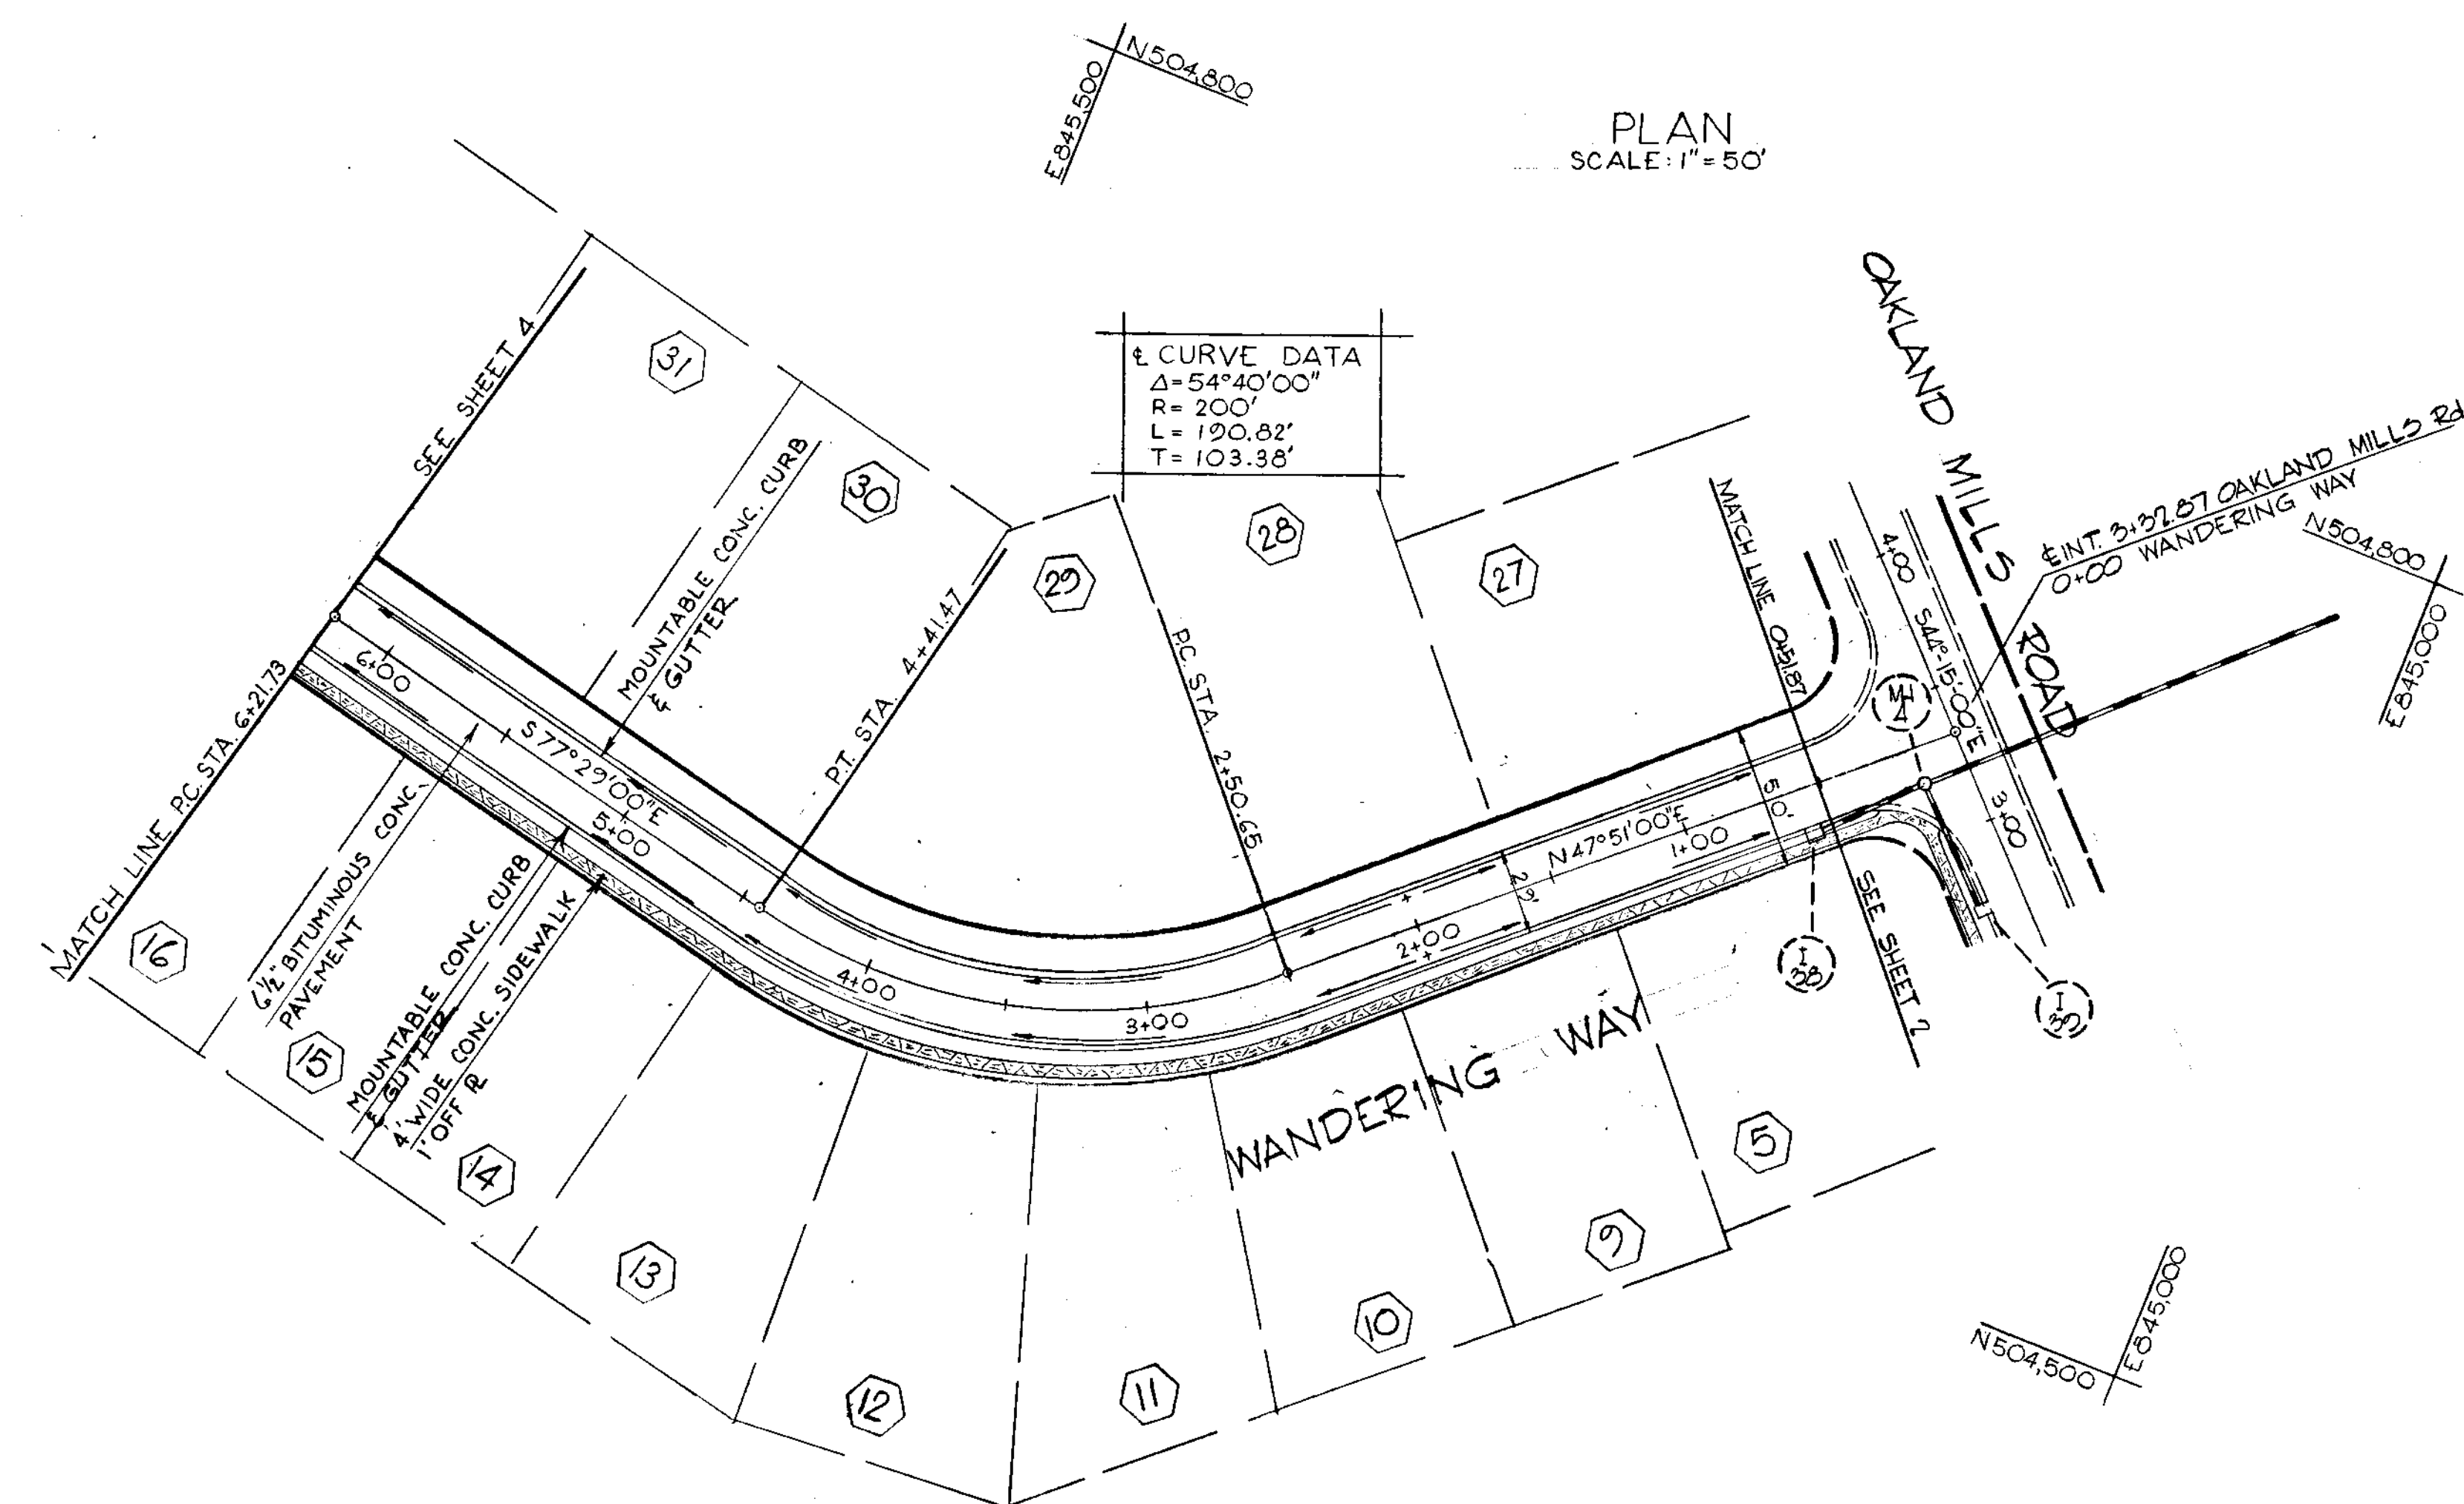 N504,800
E845,500
PLAN
SCALE: 1"=50'
SEE SHEET 4
31
MOUNTABLE CONC. CURB
& GUTTER
30
℄ CURVE DATA
Δ=54°40'00"
R= 200'
L= 190.82'
T= 103.38'
29
28
27
MATCH LINE 0+51.87
OAKLAND MILLS ROAD
℄ INT. 3+37.87 OAKLAND MILLS Rd
0+00 WANDERING WAY
N504,800
E845,000
4+00
S44°-15'-00"E
3+00
MH
4
P.T. STA. 4+41.47
P.C. STA. 2+50.65
MATCH LINE P.C. STA. 6+21.73
6+00
S77°29'00"E
5+00
4+00
3+00
2+00
N47°51'00"E
1+00
50'
I
38
SEE SHEET 2
I
39
16
6½" BITUMINOUS CONC.
PAVEMENT
15
MOUNTABLE CONC. CURB
& GUTTER
4' WIDE CONC. SIDEWALK
1' OFF ℞
14
13
12
11
10
9
5
WANDERING WAY
N504,500
E845,000